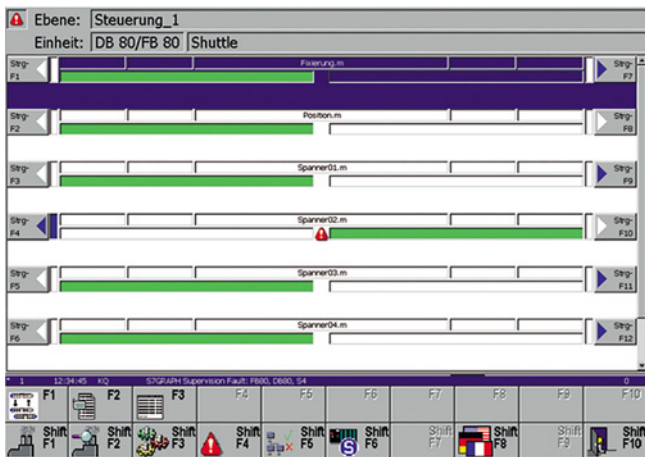 Ebene: Steuerung_1
Einheit: DB 80/FB 80 Shuttle
Strg- F1 Fixierung.m Strg- F7
Strg- F2 Position.m Strg- F8
Strg- F3 Spanner01.m Strg- F9
Strg- F4 Spanner02.m Strg- F10
Strg- F5 Spanner03.m Strg- F11
Strg- F6 Spanner04.m Strg- F12
* 1 12:34:45 KQ S7GRAPH Supervision Fault: FB80, DB80, S4 0
F1 F2 F3 F4 F5 F6 F7 F8 F9 F10
Shift F1 Shift F2 Shift F3 Shift F4 Shift F5 S Shift F6 Shift F7 Shift F8 Shift F9 Shift F10